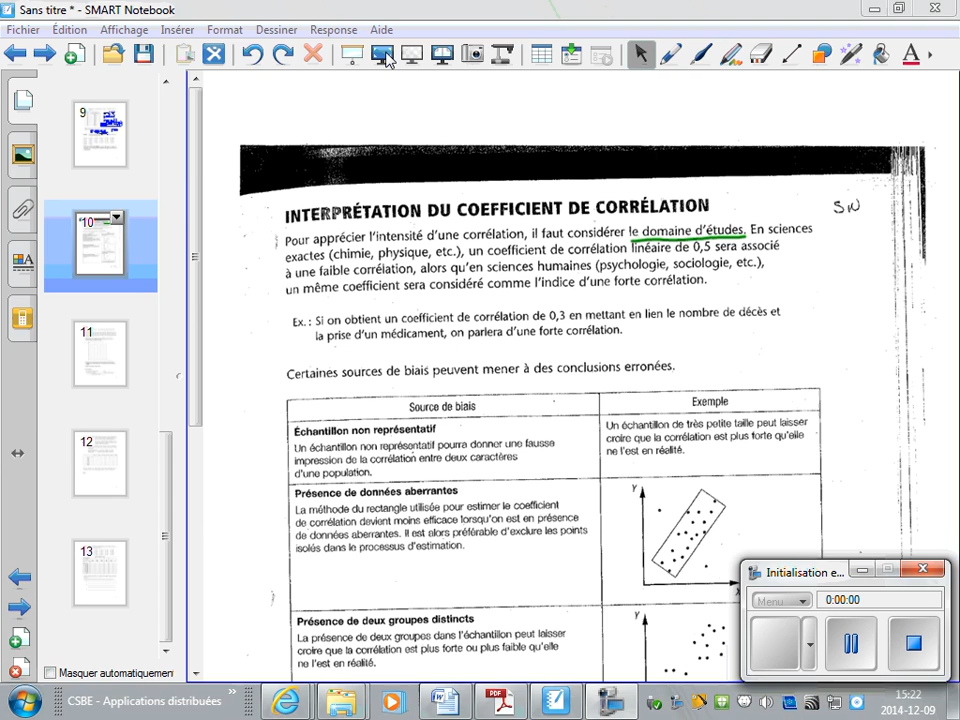 Sans titre * - SMART Notebook
Fichier Édition Affichage Insérer Format Dessiner Réponse Aide
9
10
11
12
13
Masquer automatiquemen
INTERPRÉTATION DU COEFFICIENT DE CORRÉLATION
SN
Pour apprécier l'intensité d'une corrélation, il faut considérer le domaine d'études. En sciences
exactes (chimie, physique, etc.), un coefficient de corrélation linéaire de 0,5 sera associé
à une faible corrélation, alors qu'en sciences humaines (psychologie, sociologie, etc.),
un même coefficient sera considéré comme l'indice d'une forte corrélation.
Ex.: Si on obtient un coefficient de corrélation de 0,3 en mettant en lien le nombre de décès et
la prise d'un médicament, on parlera d'une forte corrélation.
Certaines sources de biais peuvent mener à des conclusions erronées.
Source de biais
Exemple
Échantillon non représentatif
Un échantillon non représentatif pourra donner une fausse
impression de la corrélation entre deux caractères
d'une population.
Un échantillon de très petite taille peut laisser
croire que la corrélation est plus forte qu'elle
ne l'est en réalité.
Présence de données aberrantes
La méthode du rectangle utilisée pour estimer le coefficient
de corrélation devient moins efficace lorsqu'on est en présence
de données aberrantes. Il est alors préférable d'exclure les points
isolés dans le processus d'estimation.
Y
Présence de deux groupes distincts
La présence de deux groupes dans l'échantillon peut laisser
croire que la corrélation est plus forte ou plus faible qu'elle
ne l'est en réalité.
Y
Initialisation e...
Menu
0:00:00
CSBE - Applications distribuées
15:22
2014-12-09